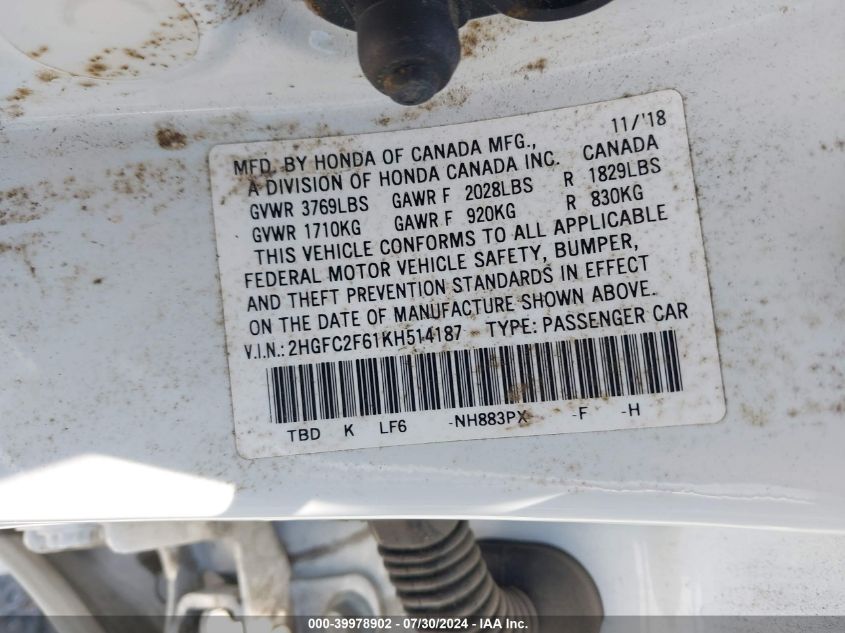 11/'18
MFD. BY HONDA OF CANADA MFG., CANADA
A DIVISION OF HONDA CANADA INC.
GVWR 3769LBS GAWR F 2028LBS R 1829LBS
GVWR 1710KG GAWR F 920KG R 830KG
THIS VEHICLE CONFORMS TO ALL APPLICABLE
FEDERAL MOTOR VEHICLE SAFETY, BUMPER,
AND THEFT PREVENTION STANDARDS IN EFFECT
ON THE DATE OF MANUFACTURE SHOWN ABOVE.
V.I.N.: 2HGFC2F61KH514187 TYPE: PASSENGER CAR
TBD K LF6 -NH883PX- -F -H
000-39978902 - 07/30/2024 - IAA Inc.